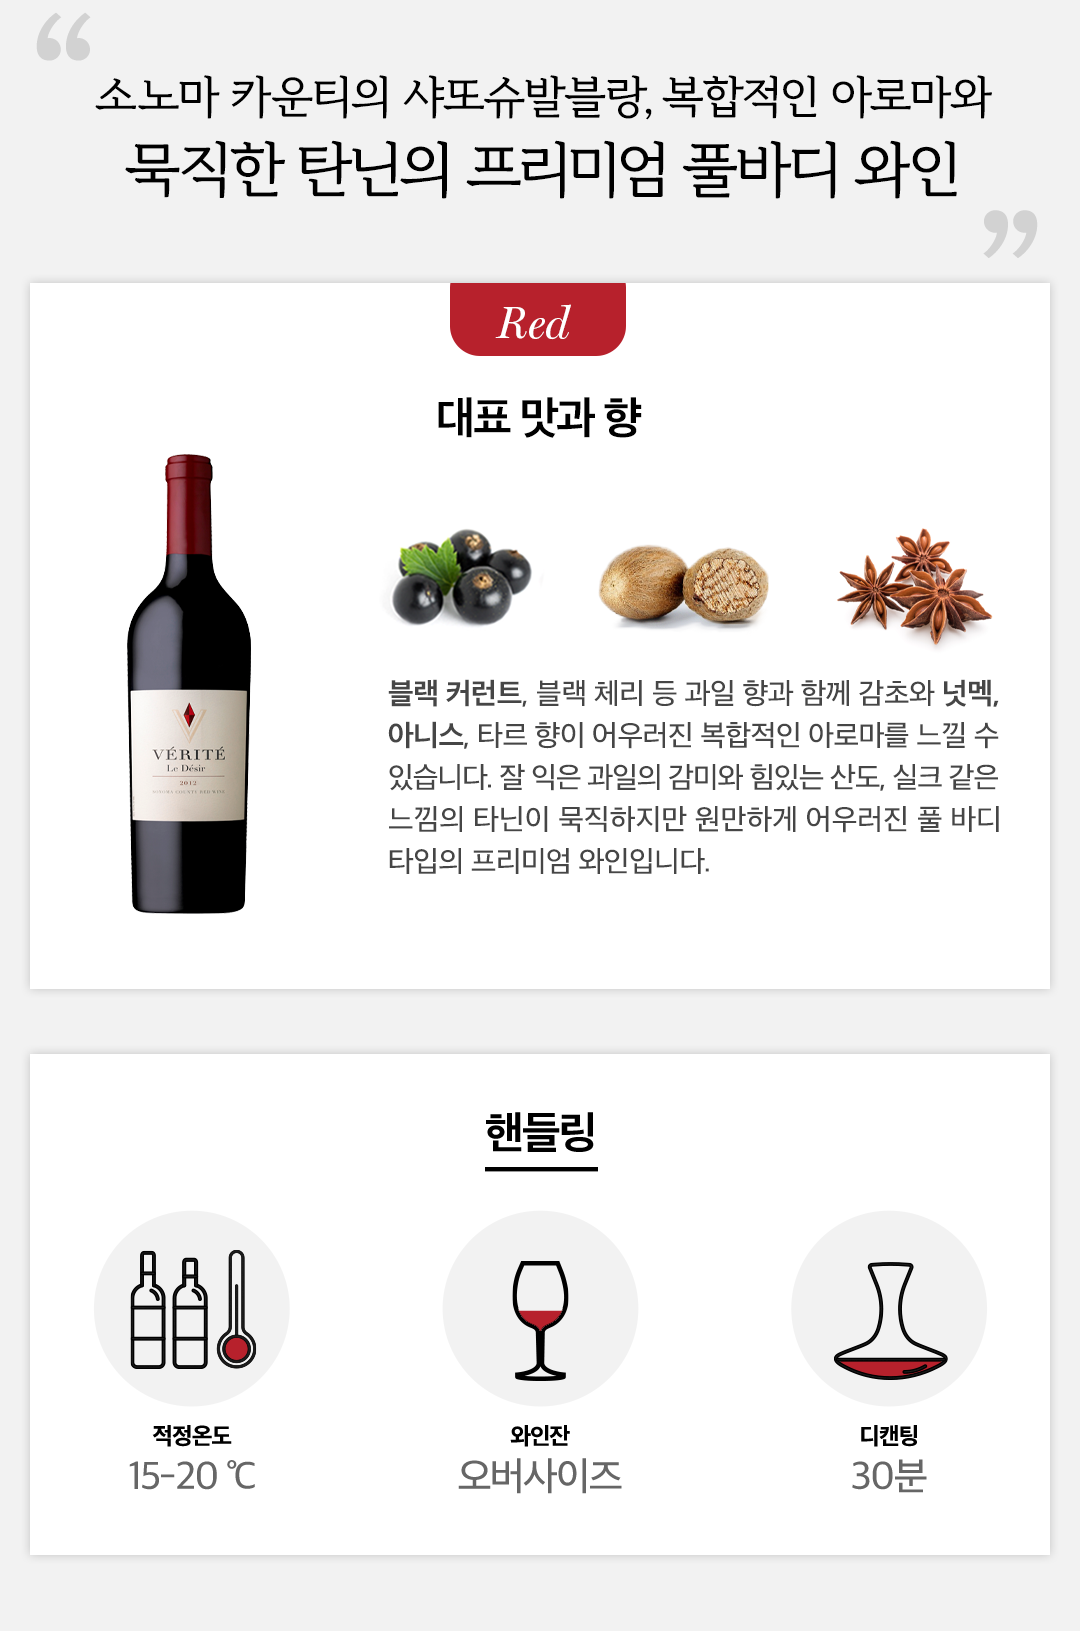 “
소노마 카운티의 샤또슈발블랑, 복합적인 아로마와
묵직한 탄닌의 프리미엄 풀바디 와인
”
Red
대표 맛과 향
VÉRITÉ
Le Désir
2012
SONOMA COUNTY RED WINE
블랙 커런트, 블랙 체리 등 과일 향과 함께 감초와 넛멕,
아니스, 타르 향이 어우러진 복합적인 아로마를 느낄 수
있습니다. 잘 익은 과일의 감미와 힘있는 산도, 실크 같은
느낌의 타닌이 묵직하지만 원만하게 어우러진 풀 바디
타입의 프리미엄 와인입니다.
핸들링
적정온도
15-20 ℃
와인잔
오버사이즈
디캔팅
30분